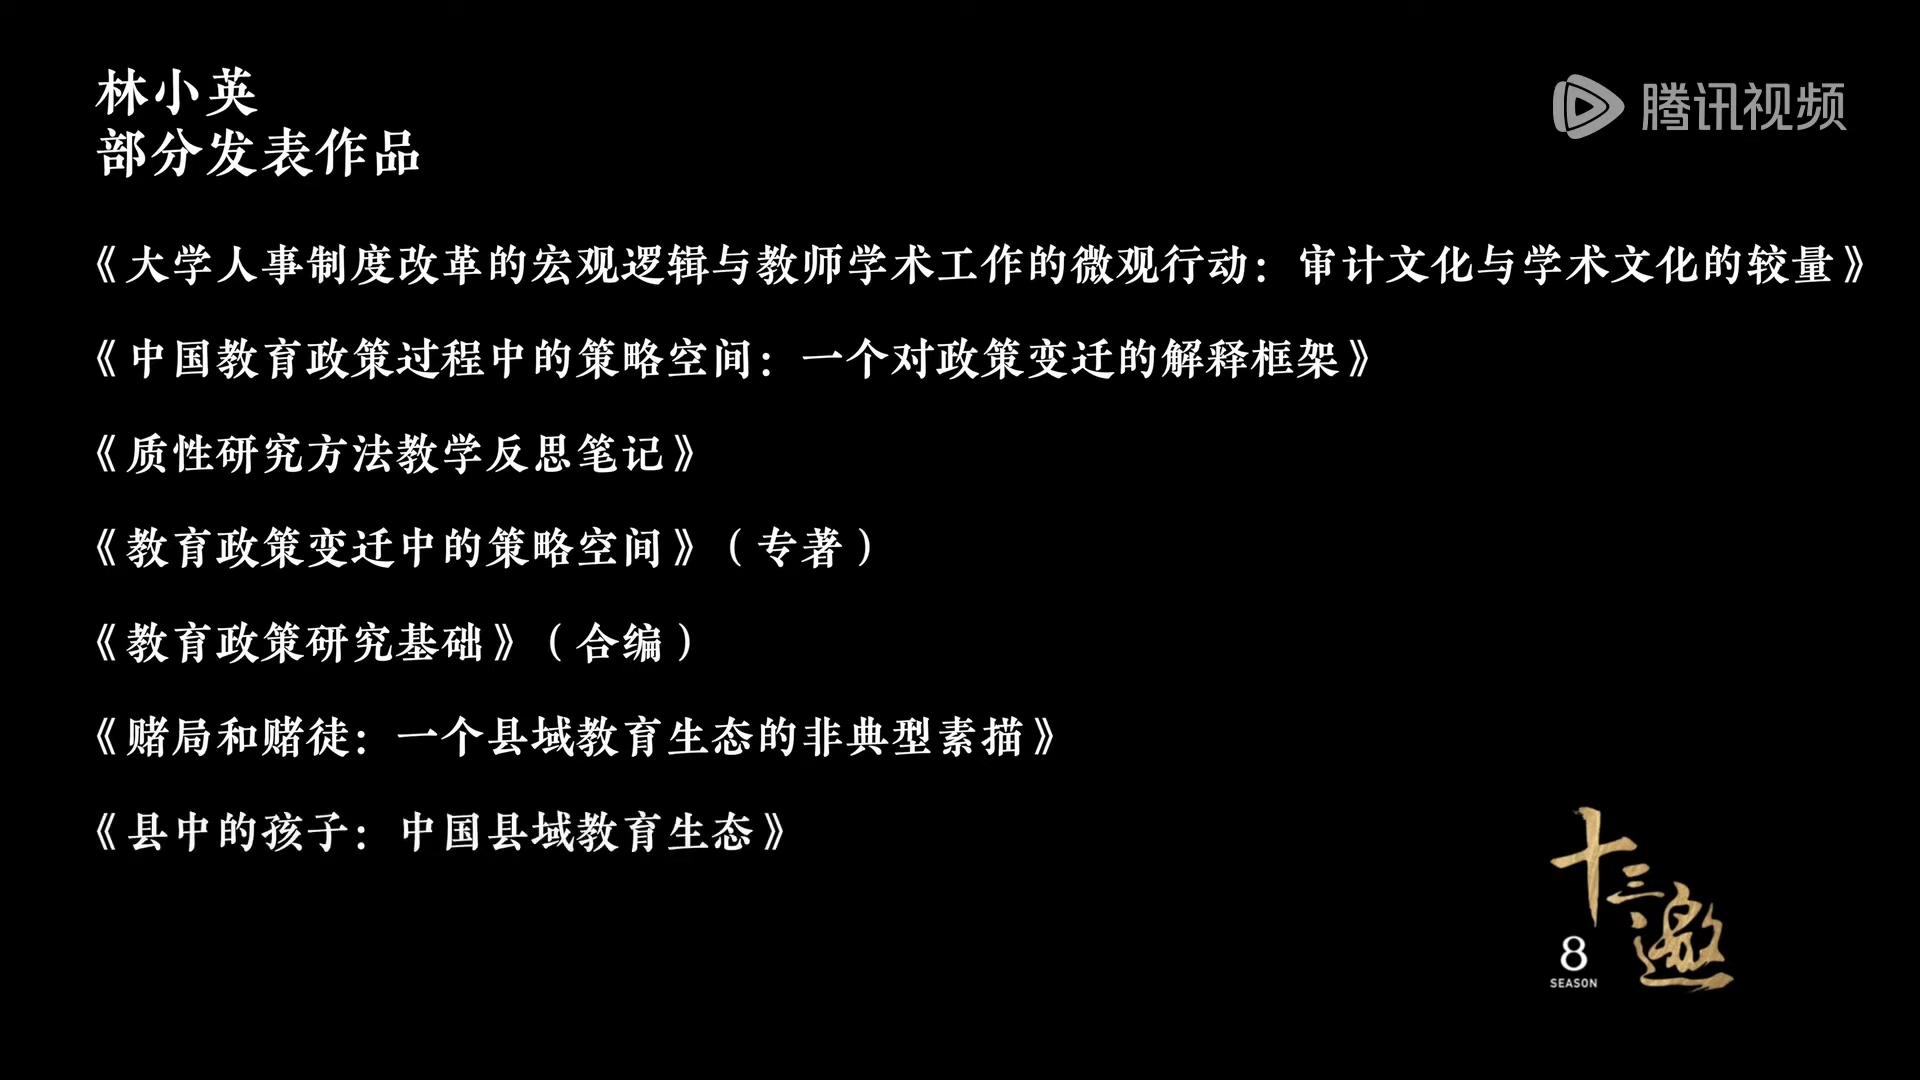 林小英
部分发表作品
腾讯视频
《大学人事制度改革的宏观逻辑与教师学术工作的微观行动：审计文化与学术文化的较量》
《中国教育政策过程中的策略空间：一个对政策变迁的解释框架》
《质性研究方法教学反思笔记》
《教育政策变迁中的策略空间》（专著）
《教育政策研究基础》（合编）
《赌局和赌徒：一个县域教育生态的非典型素描》
《县中的孩子：中国县域教育生态》
十三邀
8
SEASON